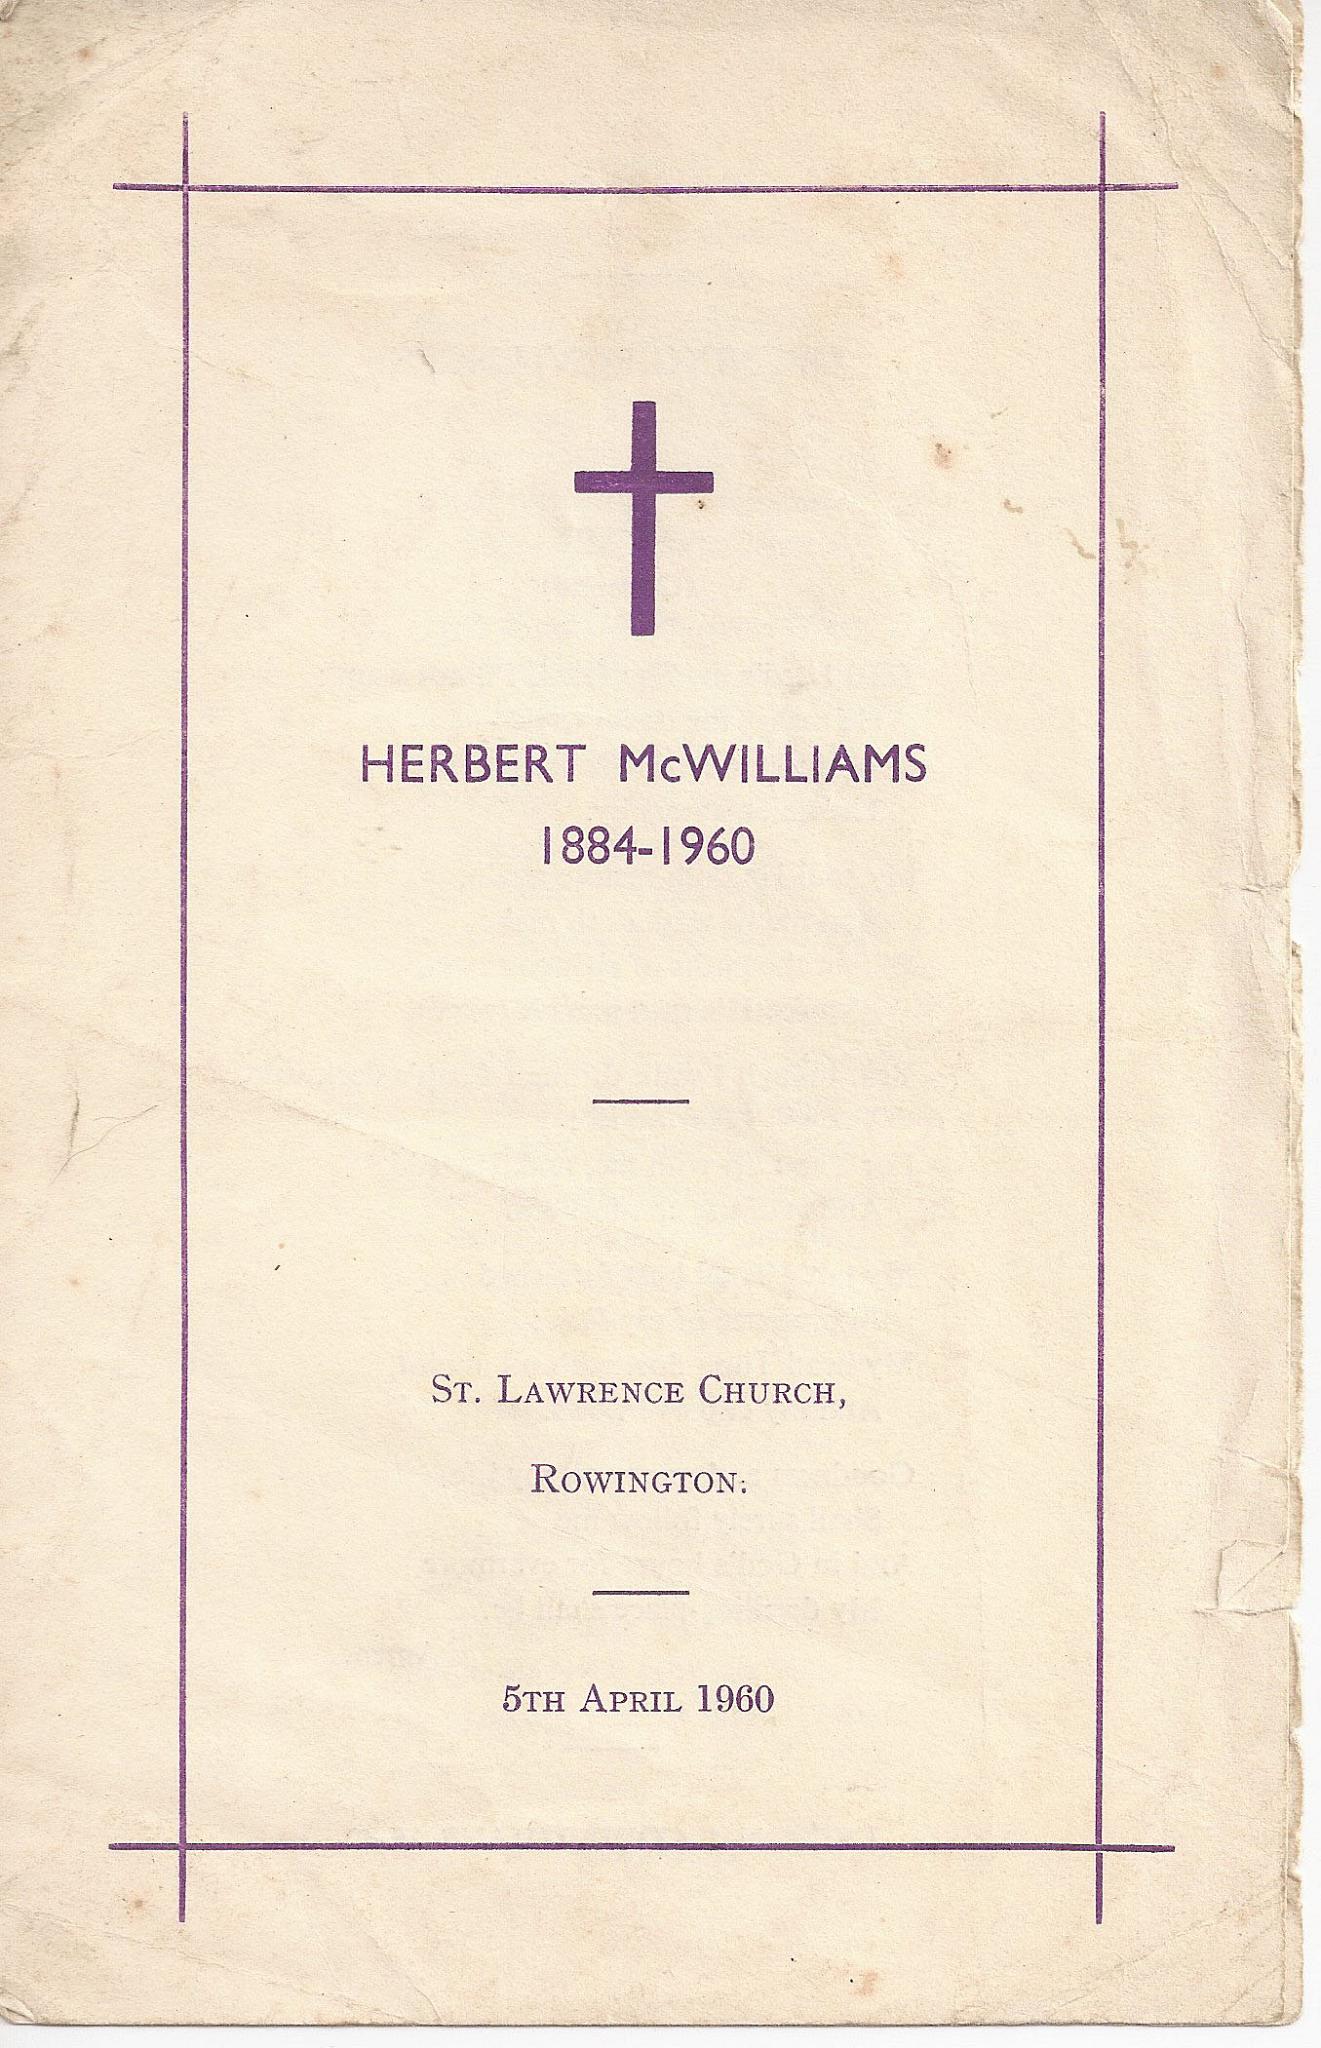 HERBERT McWILLIAMS
1884-1960
St. Lawrence Church,
Rowington.
5th April 1960